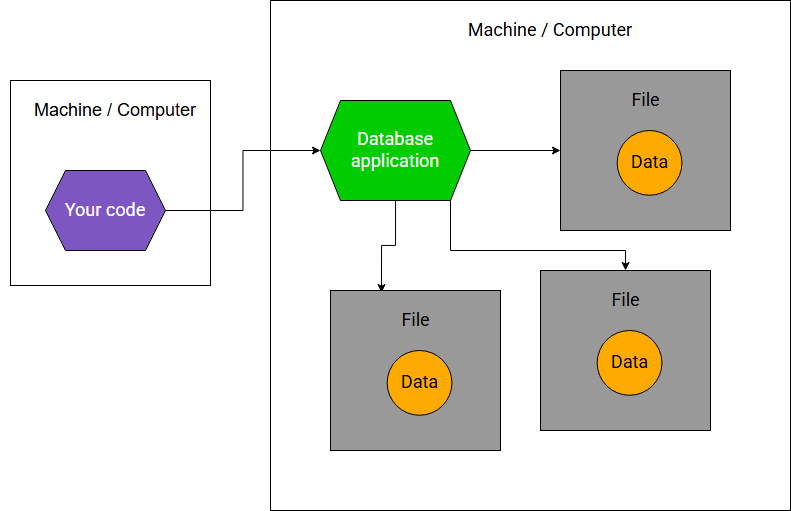 Machine / Computer
Your code
Machine / Computer
Database
application
File
Data
File
Data
File
Data